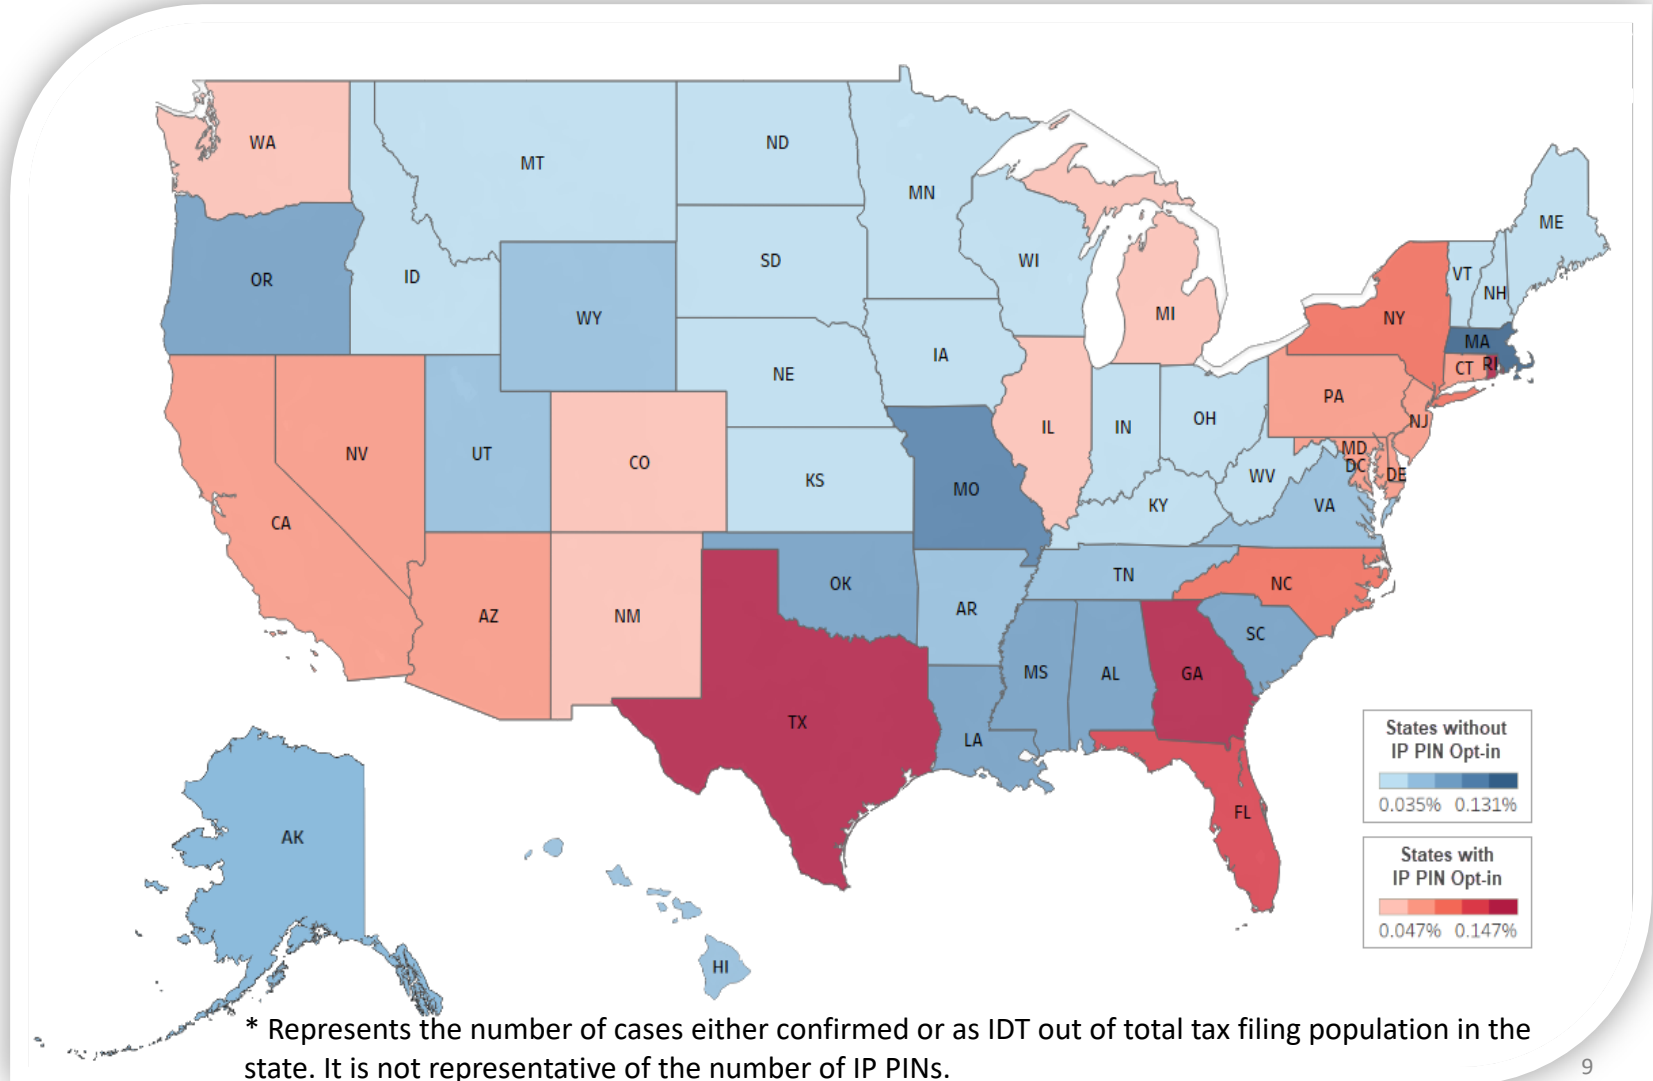 WA
MT
ND
MN
ME
OR
ID
SD
WI
VT
NH
WY
MI
NY
MA
IA
NE
CT
RI
PA
NV
UT
CO
KS
MO
IL
IN
OH
NJ
MD
DC
DE
WV
VA
KY
CA
AZ
NM
OK
AR
TN
NC
SC
MS
AL
GA
TX
LA
FL
AK
HI
States without
IP PIN Opt-in
0.035% 0.131%
States with
IP PIN Opt-in
0.047% 0.147%
* Represents the number of cases either confirmed or as IDT out of total tax filing population in the
state. It is not representative of the number of IP PINs.
9